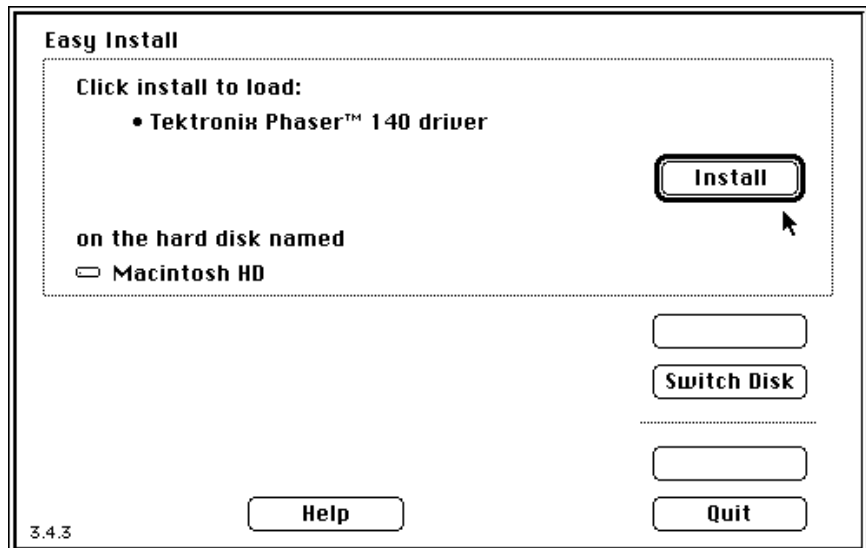 Easy Install
Click install to load:
• Tektronix Phaser™ 140 driver
Install
on the hard disk named
Macintosh HD
Switch Disk
Help
Quit
3.4.3